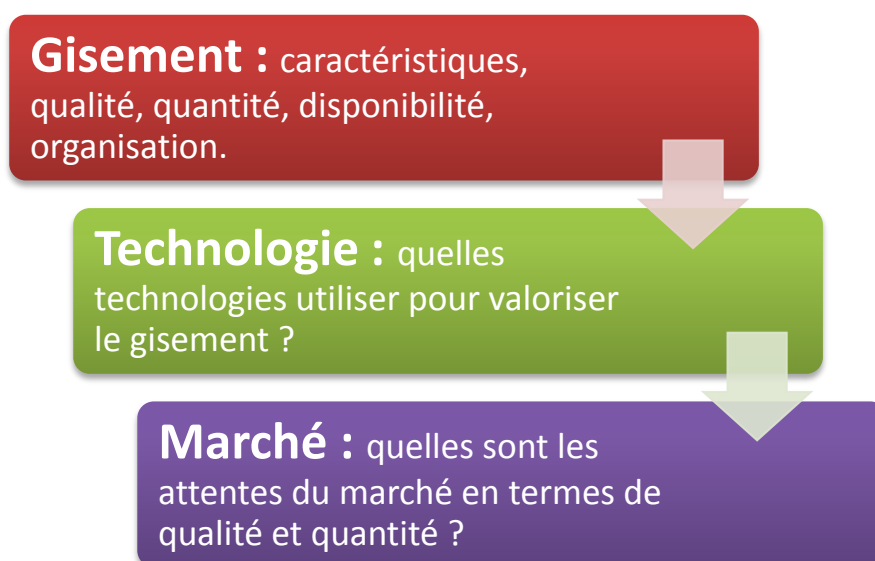 Gisement : caractéristiques,
qualité, quantité, disponibilité,
organisation.
Technologie : quelles
technologies utiliser pour valoriser
le gisement ?
Marché : quelles sont les
attentes du marché en termes de
qualité et quantité ?